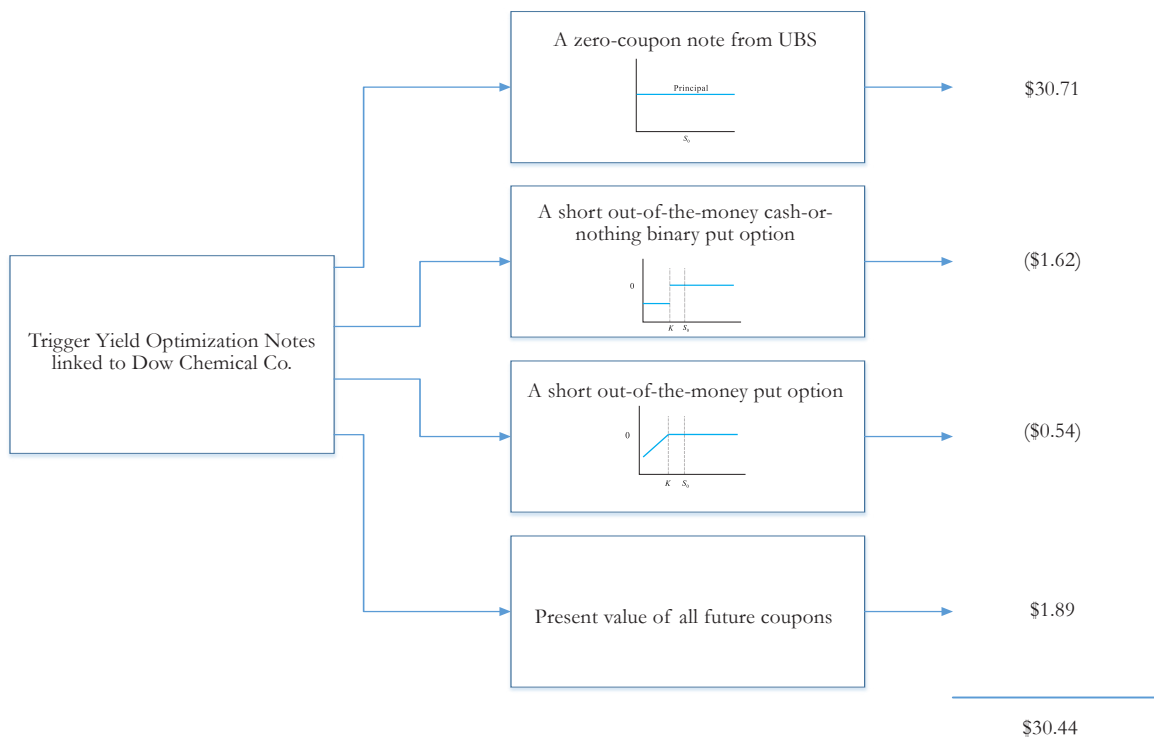 A zero-coupon note from UBS
Principal
S₀
$30.71
A short out-of-the-money cash-or-
nothing binary put option
0
K S₀
($1.62)
Trigger Yield Optimization Notes
linked to Dow Chemical Co.
A short out-of-the-money put option
0
K S₀
($0.54)
Present value of all future coupons
$1.89
$30.44